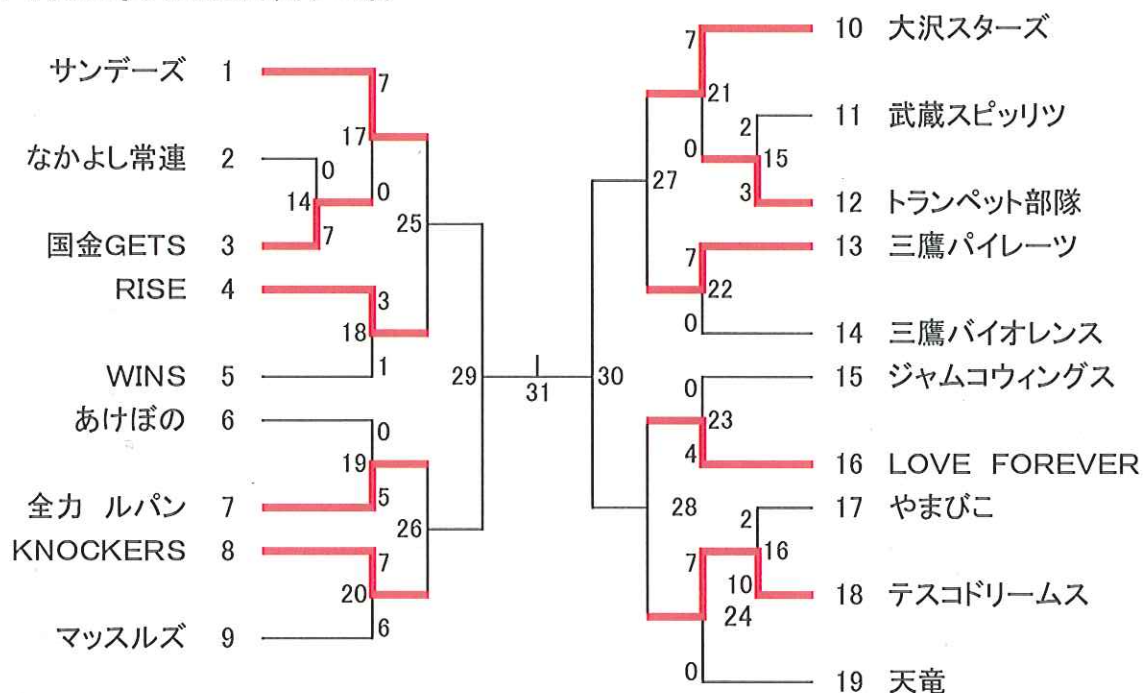 サンデーズ 1
7
17
なかよし常連 2
0
14
0
7
国金GETS 3
25
RISE 4
3
18
1
WINS 5
29
あけぼの 6
0
19
5
全力 ルパン 7
26
KNOCKERS 8
7
20
6
マッスルズ 9
31
30
7
10 大沢スターズ
21
2
11 武蔵スピッリツ
0
15
27
3
12 トランペット部隊
7
13 三鷹パイレーツ
22
0
14 三鷹バイオレンス
0
15 ジャムコウィングス
23
4
16 LOVE FOREVER
28
2
17 やまびこ
7
16
10
18 テスコドリームス
24
0
19 天竜